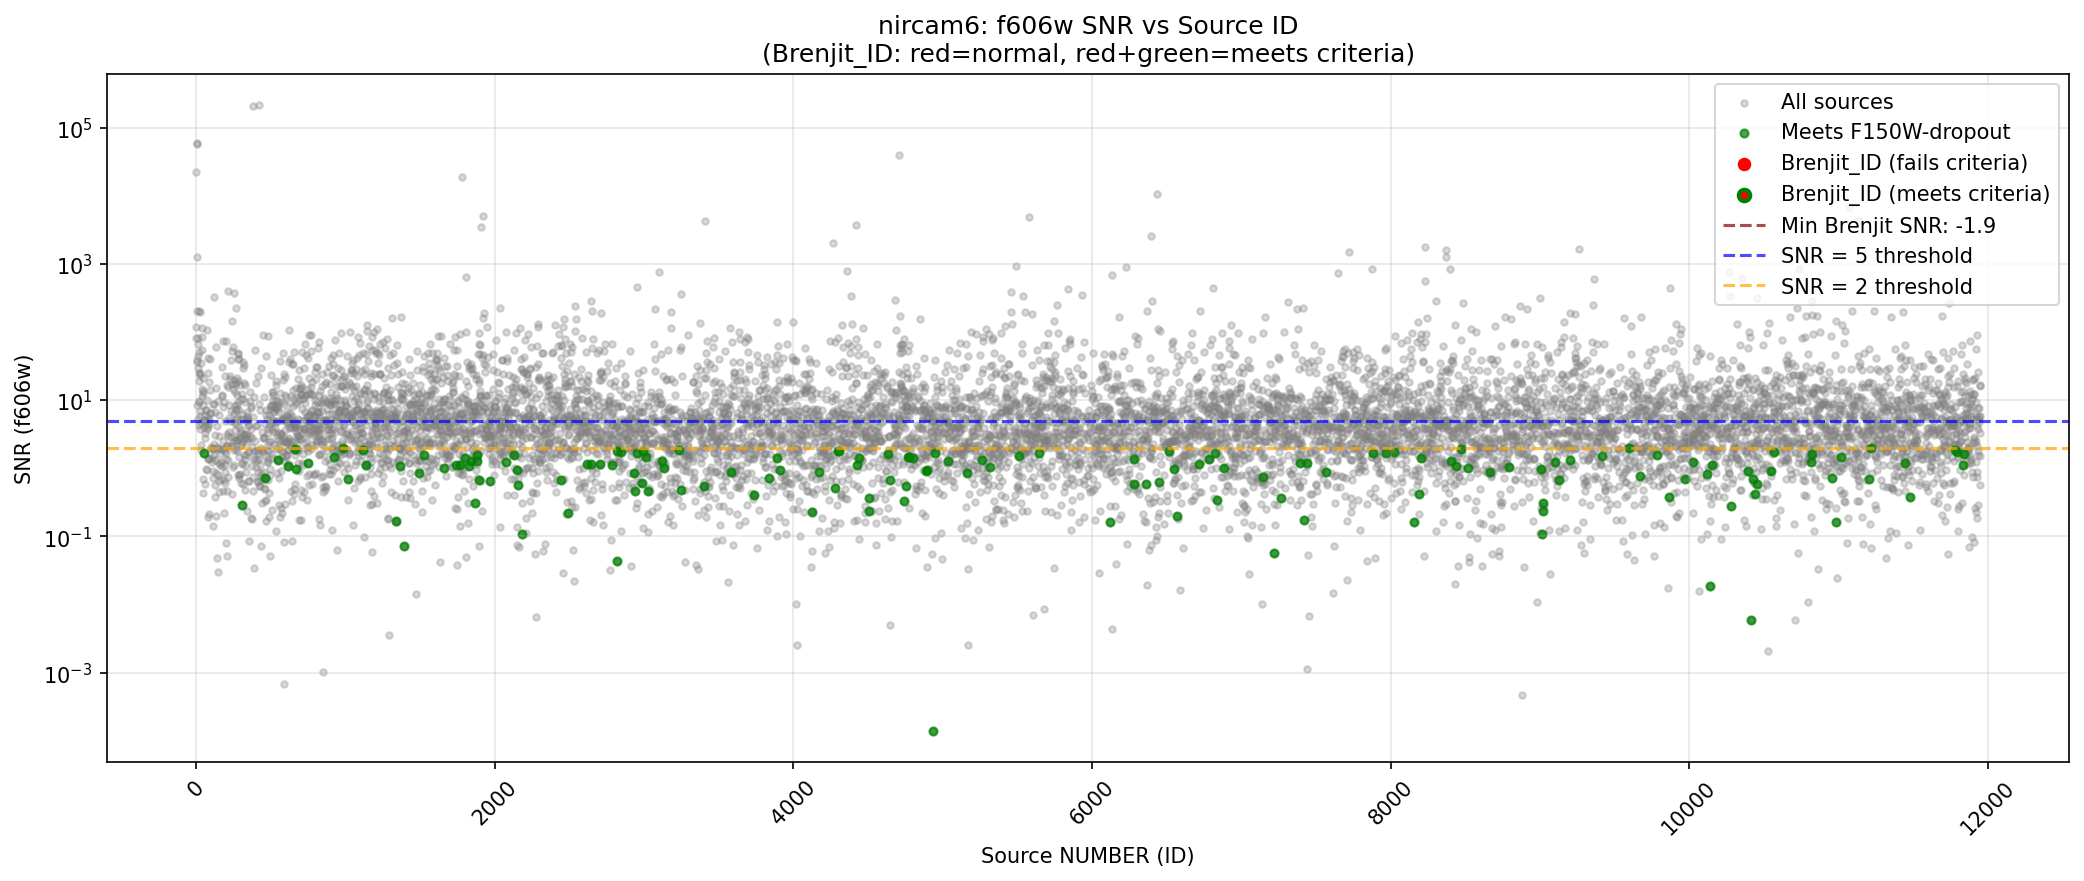 nircam6: f606w SNR vs Source ID
(Brenjit_ID: red=normal, red+green=meets criteria)
All sources
Meets F150W-dropout
Brenjit_ID (fails criteria)
Brenjit_ID (meets criteria)
Min Brenjit SNR: -1.9
SNR = 5 threshold
SNR = 2 threshold
SNR (f606w)
10^5
10^3
10^1
10^-1
10^-3
0
2000
4000
6000
8000
10000
12000
Source NUMBER (ID)